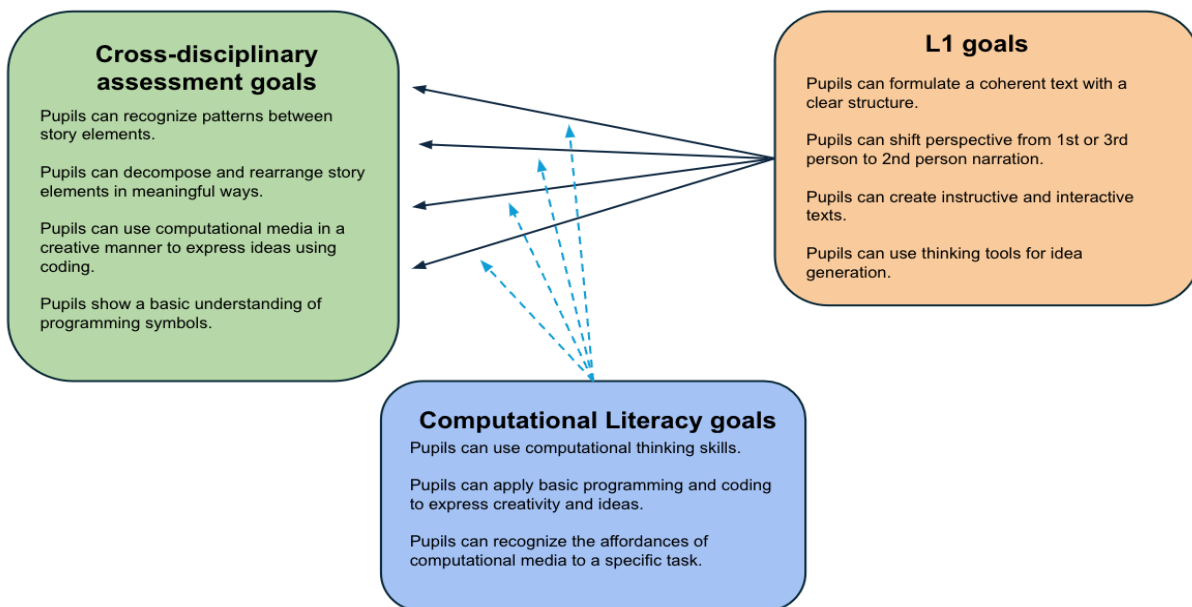 Cross-disciplinary
assessment goals
Pupils can recognize patterns between
story elements.
Pupils can decompose and rearrange story
elements in meaningful ways.
Pupils can use computational media in a
creative manner to express ideas using
coding.
Pupils show a basic understanding of
programming symbols.
L1 goals
Pupils can formulate a coherent text with a
clear structure.
Pupils can shift perspective from 1st or 3rd
person to 2nd person narration.
Pupils can create instructive and interactive
texts.
Pupils can use thinking tools for idea
generation.
Computational Literacy goals
Pupils can use computational thinking skills.
Pupils can apply basic programming and coding
to express creativity and ideas.
Pupils can recognize the affordances of
computational media to a specific task.